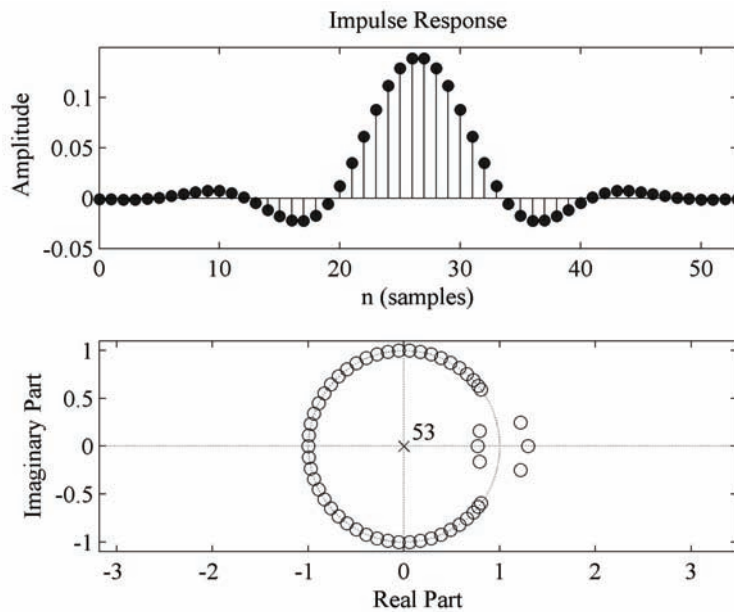 Impulse Response
Amplitude
0.1
0.05
0
-0.05
0 10 20 30 40 50
n (samples)
Imaginary Part
1
0.5
0
-0.5
-1
53
-3 -2 -1 0 1 2 3
Real Part